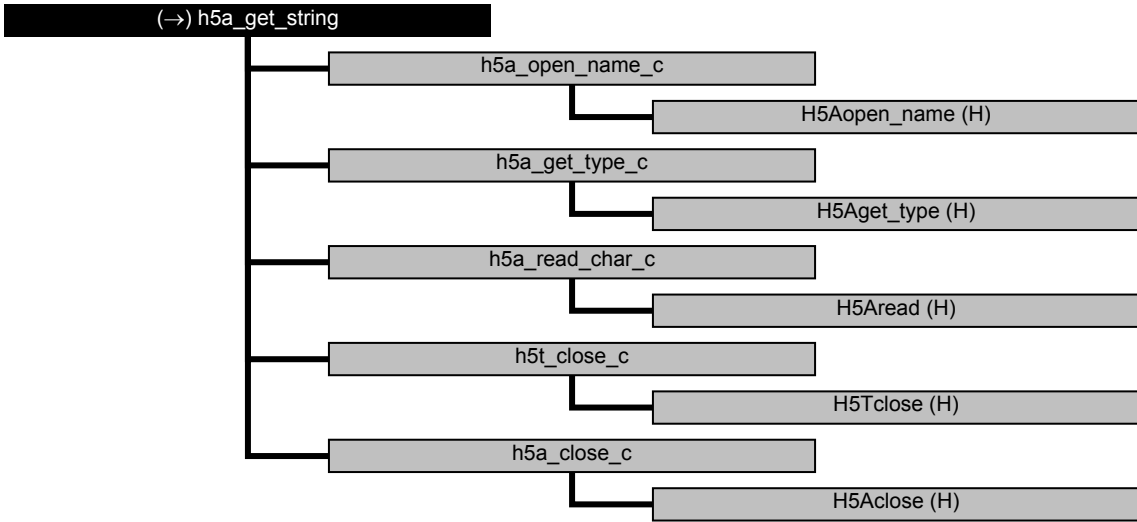 (→) h5a_get_string
h5a_open_name_c
H5Aopen_name (H)
h5a_get_type_c
H5Aget_type (H)
h5a_read_char_c
H5Aread (H)
h5t_close_c
H5Tclose (H)
h5a_close_c
H5Aclose (H)